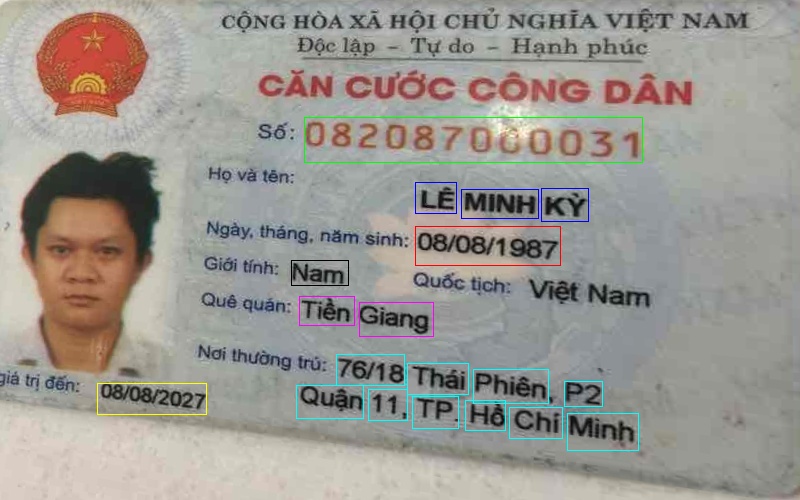 CỘNG HÒA XÃ HỘI CHỦ NGHĨA VIỆT NAM
Độc lập - Tự do - Hạnh phúc
CĂN CƯỚC CÔNG DÂN
Số: 082087000031
Họ và tên:
LÊ MINH KỲ
Ngày, tháng, năm sinh: 08/08/1987
Giới tính: Nam Quốc tịch: Việt Nam
Quê quán: Tiền Giang
Nơi thường trú: 76/18 Thái Phiên, P2
Quận 11, TP. Hồ Chí Minh
giá trị đến: 08/08/2027